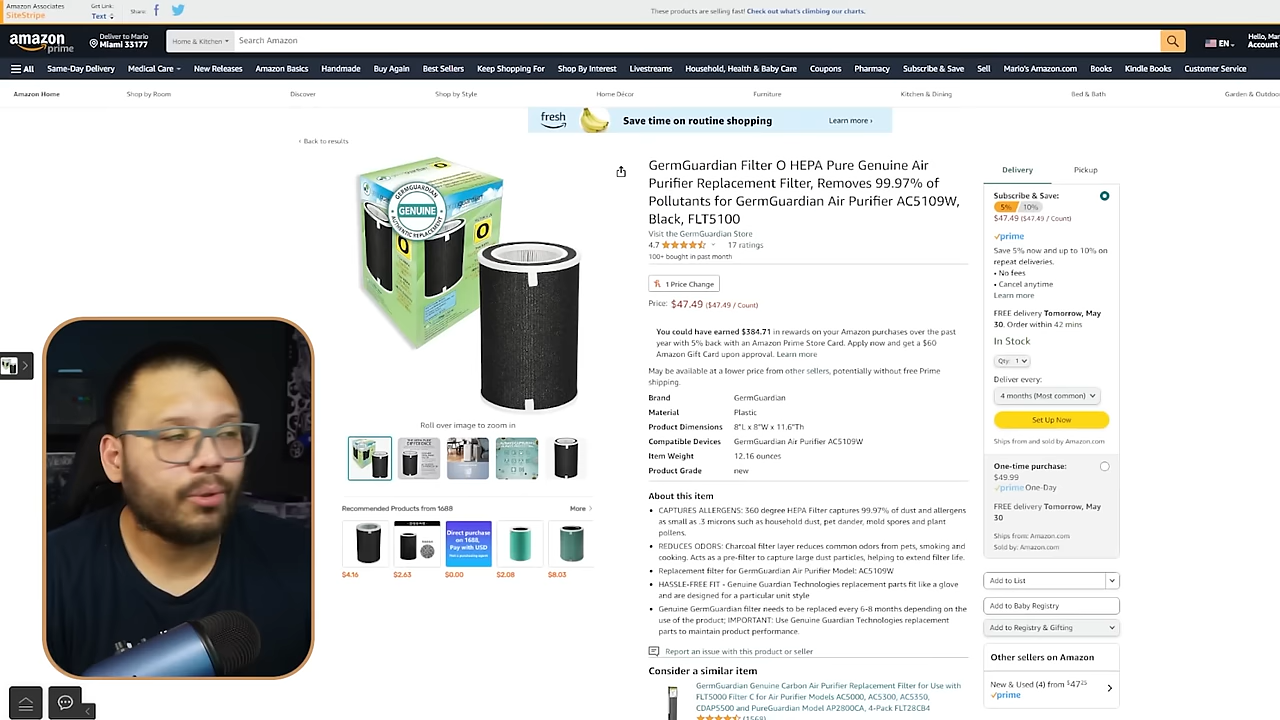 Amazon Associates
SiteStripe
Get Link:
Text
Share:
These products are selling fast! Check out what's climbing our charts.
amazon
prime
Deliver to Mario
Miami 33177
Home & Kitchen
Search Amazon
EN
Hello, Mar
Account
All
Same-Day Delivery
Medical Care
New Releases
Amazon Basics
Handmade
Buy Again
Best Sellers
Keep Shopping For
Shop By Interest
Livestreams
Household, Health & Baby Care
Coupons
Pharmacy
Subscribe & Save
Sell
Mario's Amazon.com
Books
Kindle Books
Customer Service
Amazon Home
Shop by Room
Discover
Shop by Style
Home Décor
Furniture
Kitchen & Dining
Bed & Bath
Garden & Outdoo
fresh
Save time on routine shopping
Learn more ›
‹ Back to results
GERMGUARDIAN
GENUINE
AUTHENTIC REPLACEMENT
O
O
Roll over image to zoom in
Recommended Products from 1688
More
Direct purchase
on 1688,
Pay with USD
$4.16
$2.63
$0.00
$2.08
$8.03
GermGuardian Filter O HEPA Pure Genuine Air
Purifier Replacement Filter, Removes 99.97% of
Pollutants for GermGuardian Air Purifier AC5109W,
Black, FLT5100
Visit the GermGuardian Store
4.7
17 ratings
100+ bought in past month
1 Price Change
Price: $47.49 ($47.49 / Count)
You could have earned $384.71 in rewards on your Amazon purchases over the past
year with 5% back with an Amazon Prime Store Card. Apply now and get a $60
Amazon Gift Card upon approval. Learn more
May be available at a lower price from other sellers, potentially without free Prime
shipping.
Brand GermGuardian
Material Plastic
Product Dimensions 8"L x 8"W x 11.6"Th
Compatible Devices GermGuardian Air Purifier AC5109W
Item Weight 12.16 ounces
Product Grade new
About this item
• CAPTURES ALLERGENS: 360 degree HEPA Filter captures 99.97% of dust and allergens
as small as .3 microns such as household dust, pet dander, mold spores and plant
pollens.
• REDUCES ODORS: Charcoal filter layer reduces common odors from pets, smoking and
cooking. Acts as a pre-filter to capture large dust particles, helping to extend filter life.
• Replacement filter for GermGuardian Air Purifier Model: AC5109W
• HASSLE-FREE FIT - Genuine Guardian Technologies replacement parts fit like a glove
and are designed for a particular unit style
• Genuine GermGuardian filter needs to be replaced every 6-8 months depending on the
use of the product; IMPORTANT: Use Genuine Guardian Technologies replacement
parts to maintain product performance.
Report an issue with this product or seller
Consider a similar item
GermGuardian Genuine Carbon Air Purifier Replacement Filter for Use with
FLT5000 Filter C for Air Purifier Models AC5000, AC5300, AC5350,
CDAP5500 and PureGuardian Model AP2800CA, 4-Pack FLT28CB4
(1568)
Delivery
Pickup
Subscribe & Save:
5% 10%
$47.49 ($47.49 / Count)
prime
Save 5% now and up to 10% on
repeat deliveries.
• No fees
• Cancel anytime
Learn more
FREE delivery Tomorrow, May
30. Order within 42 mins
In Stock
Qty: 1
Deliver every:
4 months (Most common)
Set Up Now
Ships from and sold by Amazon.com
One-time purchase:
$49.99
prime One-Day
FREE delivery Tomorrow, May
30
Ships from: Amazon.com
Sold by: Amazon.com
Add to List
Add to Baby Registry
Add to Registry & Gifting
Other sellers on Amazon
New & Used (4) from $47²⁵
prime